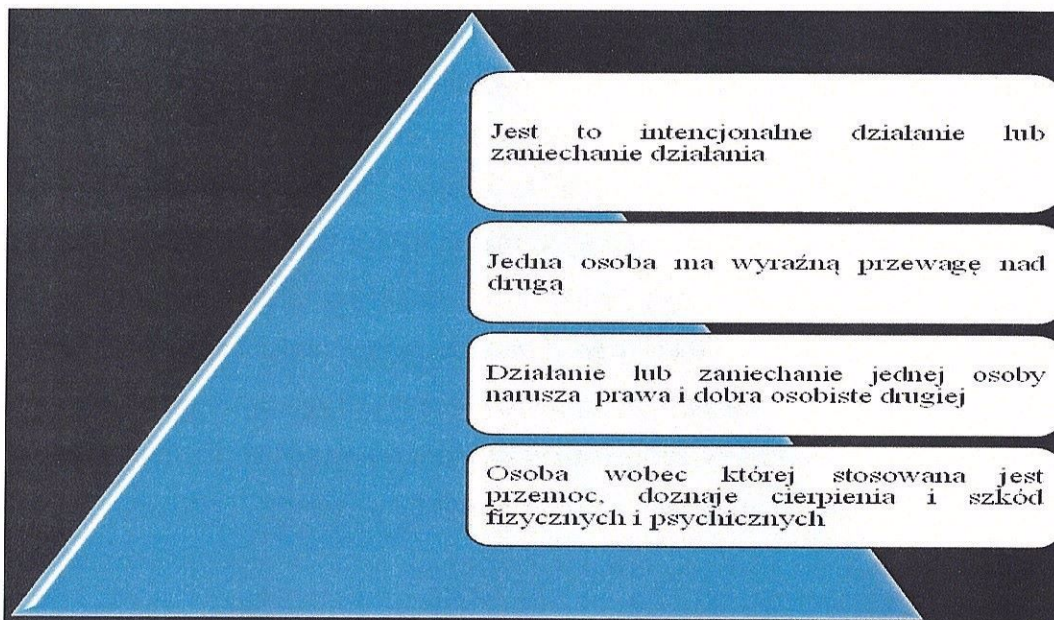 Jest to intencjonalne działanie lub
zaniechanie działania
Jedna osoba ma wyraźną przewagę nad
drugą
Działanie lub zaniechanie jednej osoby
narusza prawa i dobra osobiste drugiej
Osoba wobec której stosowana jest
przemoc, doznaje cierpienia i szkód
fizycznych i psychicznych